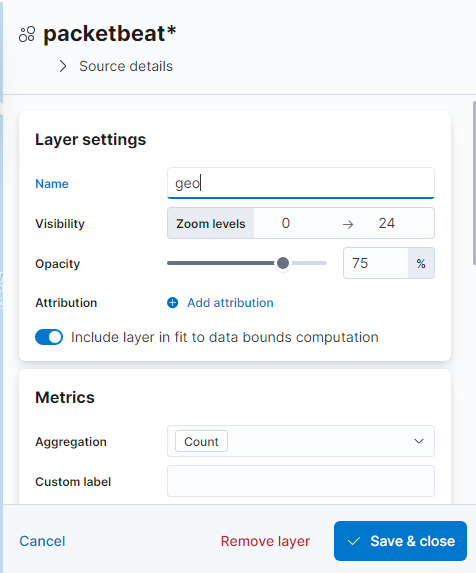 packetbeat*
Source details
Layer settings
Name geo
Visibility Zoom levels 0 → 24
Opacity 75 %
Attribution Add attribution
Include layer in fit to data bounds computation
Metrics
Aggregation Count
Custom label
Cancel Remove layer Save & close